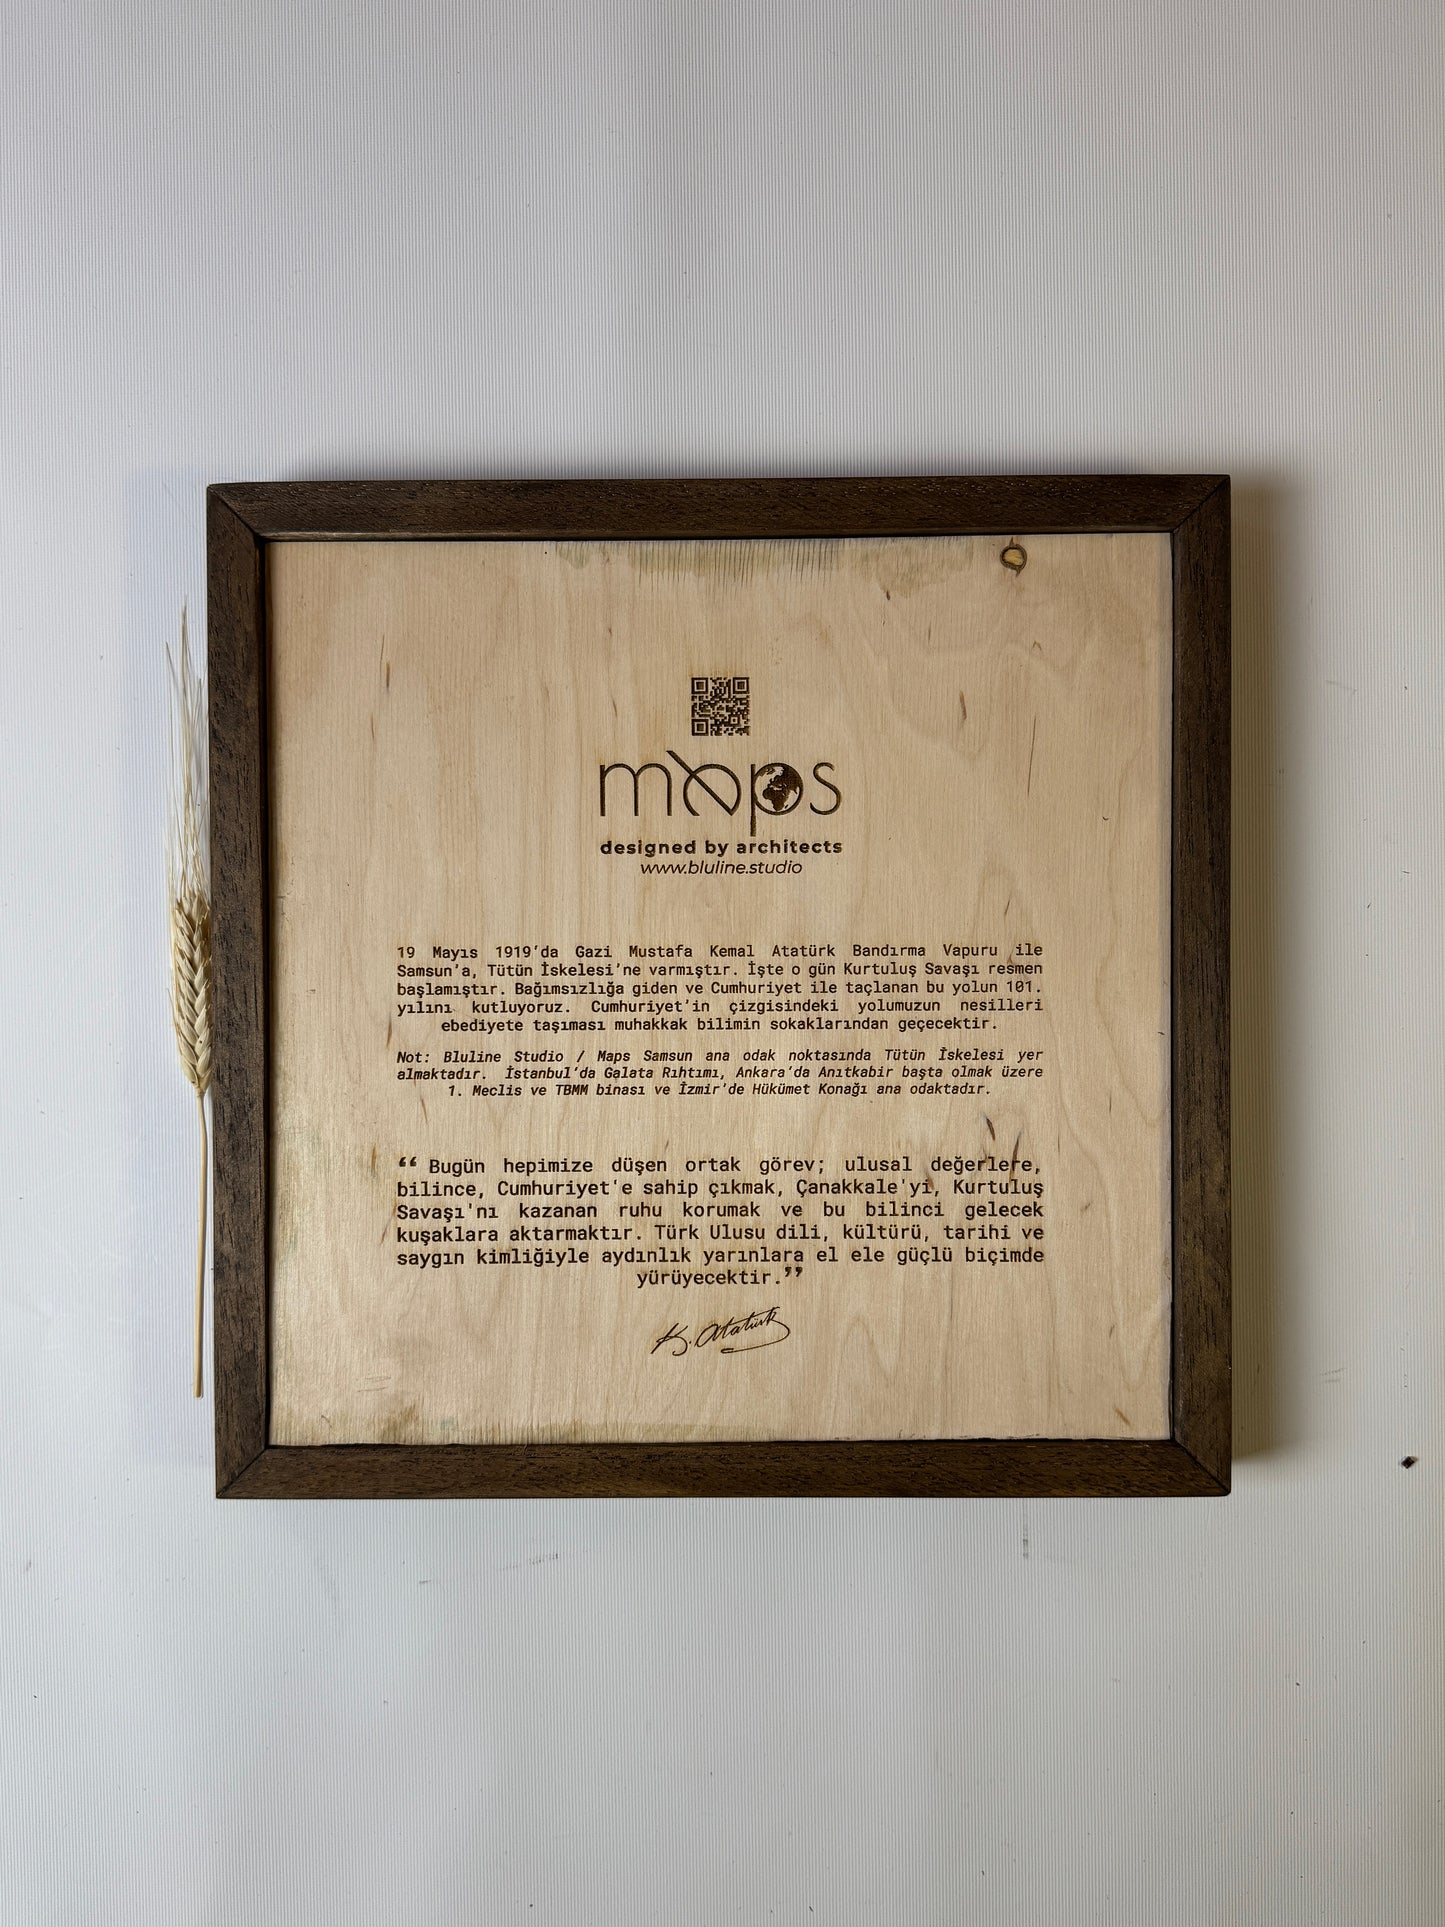 maps
designed by architects
www.bluline.studio
19 Mayıs 1919'da Gazi Mustafa Kemal Atatürk Bandırma Vapuru ile
Samsun'a, Tütün İskelesi'ne varmıştır. İşte o gün Kurtuluş Savaşı resmen
başlamıştır. Bağımsızlığa giden ve Cumhuriyet ile taçlanan bu yolun 101.
yılını kutluyoruz. Cumhuriyet'in çizgisindeki yolumuzun nesilleri
ebediyete taşıması muhakkak bilimin sokaklarından geçecektir.
Not: Bluline Studio / Maps Samsun ana odak noktasında Tütün İskelesi yer
almaktadır. İstanbul'da Galata Rıhtımı, Ankara'da Anıtkabir başta olmak üzere
1. Meclis ve TBMM binası ve İzmir'de Hükümet Konağı ana odaktadır.
“ Bugün hepimize düşen ortak görev; ulusal değerlere,
bilince, Cumhuriyet'e sahip çıkmak, Çanakkale'yi, Kurtuluş
Savaşı'nı kazanan ruhu korumak ve bu bilinci gelecek
kuşaklara aktarmaktır. Türk Ulusu dili, kültürü, tarihi ve
saygın kimliğiyle aydınlık yarınlara el ele güçlü biçimde
yürüyecektir.”
K. Atatürk